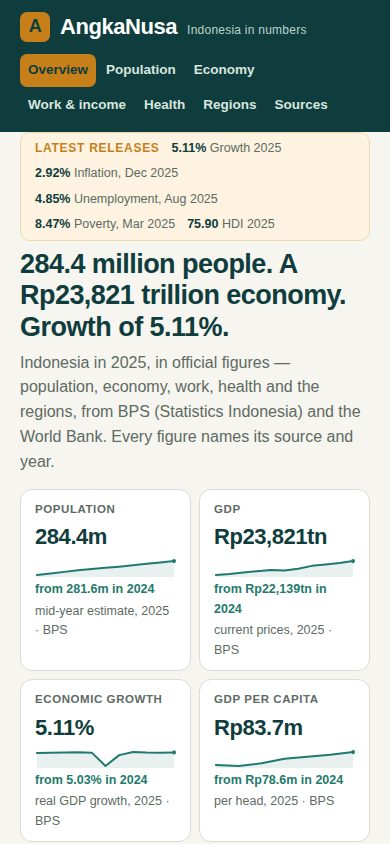 A AngkaNusa Indonesia in numbers
Overview Population Economy
Work & income Health Regions Sources
LATEST RELEASES 5.11% Growth 2025
2.92% Inflation, Dec 2025
4.85% Unemployment, Aug 2025
8.47% Poverty, Mar 2025 75.90 HDI 2025
284.4 million people. A
Rp23,821 trillion economy.
Growth of 5.11%.
Indonesia in 2025, in official figures —
population, economy, work, health and the
regions, from BPS (Statistics Indonesia) and the
World Bank. Every figure names its source and
year.
POPULATION
284.4m
from 281.6m in 2024
mid-year estimate, 2025
· BPS
GDP
Rp23,821tn
from Rp22,139tn in
2024
current prices, 2025 ·
BPS
ECONOMIC GROWTH
5.11%
from 5.03% in 2024
real GDP growth, 2025 ·
BPS
GDP PER CAPITA
Rp83.7m
from Rp78.6m in 2024
per head, 2025 · BPS